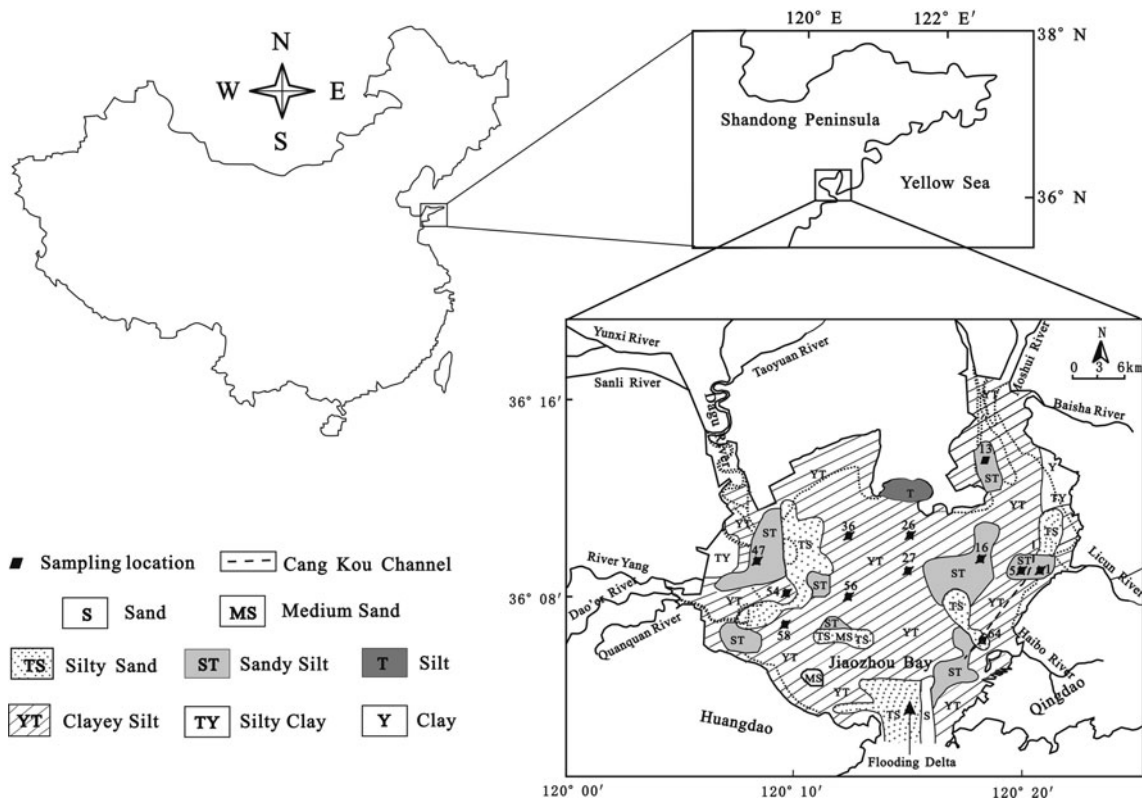 N
W E
S
120° E 122° E′
38° N
Shandong Peninsula
Yellow Sea
36° N
Yunxi River
Taoyuan River
Sanli River
Dagu River
Moshui River
N
0 3 6km
Baisha River
36° 16′
13
ST
Y
TY
YT
T
YT
YT
ST
TS
36
26
TS
47
TY
YT
27
16
ST
ST
5
1
Licun River
River Yang
Dao'er River
36° 08′
54
ST
56
YT
TS
YT
Quanquan River
58
ST
TS MS TS
YT
64
Haibo River
ST
YT
Jiaozhou Bay
ST
MS
YT
TS
S
YT
Qingdao
Huangdao
Flooding Delta
120° 00′ 120° 10′ 120° 20′
Sampling location
Cang Kou Channel
S Sand
MS Medium Sand
TS Silty Sand
ST Sandy Silt
T Silt
YT Clayey Silt
TY Silty Clay
Y Clay